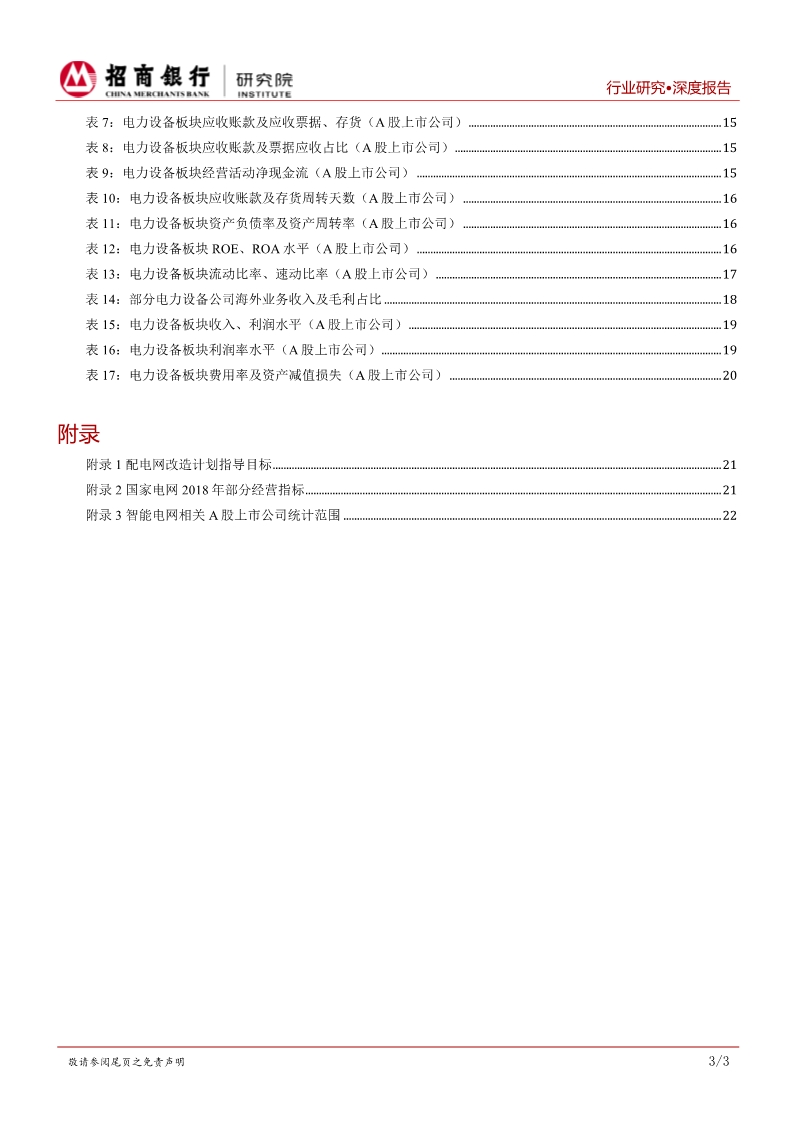 招商银行 研究院
CHINA MERCHANTS BANK INSTITUTE
行业研究•深度报告
表 7：电力设备板块应收账款及应收票据、存货（A 股上市公司）......15
表 8：电力设备板块应收账款及票据应收占比（A 股上市公司）......15
表 9：电力设备板块经营活动净现金流（A 股上市公司）......15
表 10：电力设备板块应收账款及存货周转天数（A 股上市公司）......16
表 11：电力设备板块资产负债率及资产周转率（A 股上市公司）......16
表 12：电力设备板块 ROE、ROA 水平（A 股上市公司）......16
表 13：电力设备板块流动比率、速动比率（A 股上市公司）......17
表 14：部分电力设备公司海外业务收入及毛利占比......18
表 15：电力设备板块收入、利润水平（A 股上市公司）......19
表 16：电力设备板块利润率水平（A 股上市公司）......19
表 17：电力设备板块费用率及资产减值损失（A 股上市公司）......20
附录
附录 1 配电网改造计划指导目标......21
附录 2 国家电网 2018 年部分经营指标......21
附录 3 智能电网相关 A 股上市公司统计范围......22
敬请参阅尾页之免责声明
3/3